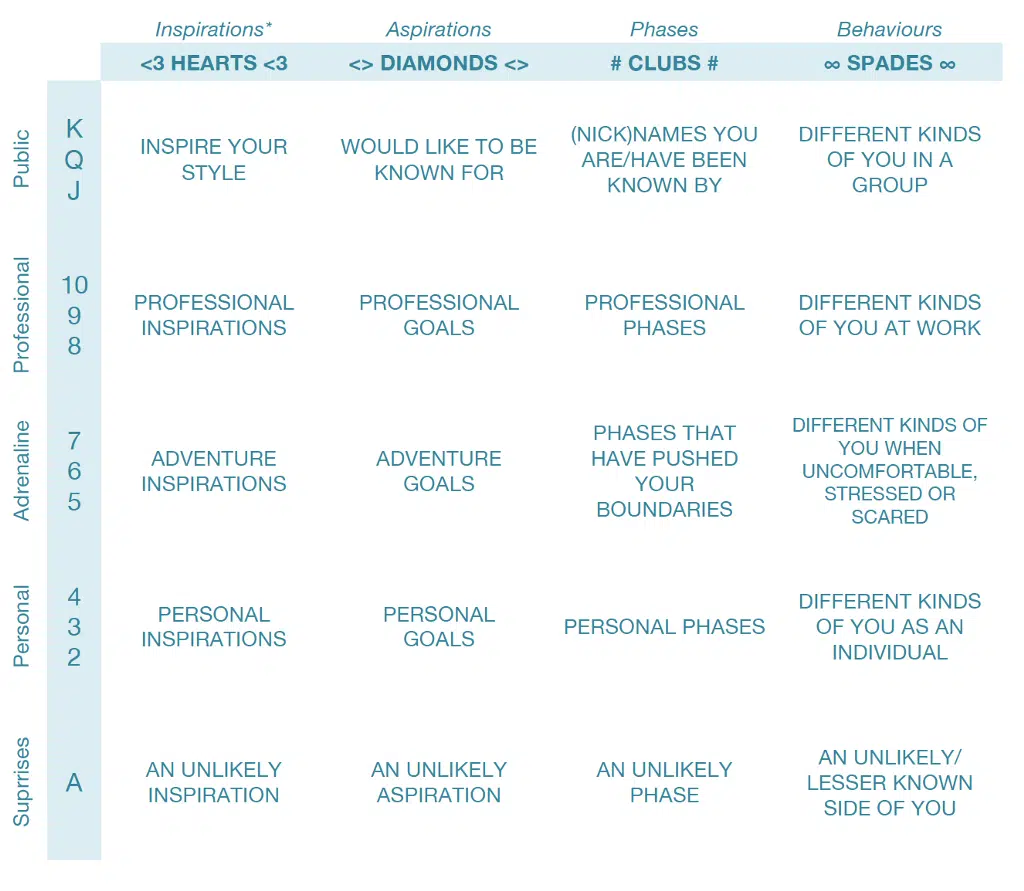 Inspirations* Aspirations Phases Behaviours
<3 HEARTS <3 <> DIAMONDS <> # CLUBS # ∞ SPADES ∞
Public
K
Q
J
INSPIRE YOUR
STYLE
WOULD LIKE TO BE
KNOWN FOR
(NICK)NAMES YOU
ARE/HAVE BEEN
KNOWN BY
DIFFERENT KINDS
OF YOU IN A
GROUP
Professional
10
9
8
PROFESSIONAL
INSPIRATIONS
PROFESSIONAL
GOALS
PROFESSIONAL
PHASES
DIFFERENT KINDS
OF YOU AT WORK
Adrenaline
7
6
5
ADVENTURE
INSPIRATIONS
ADVENTURE
GOALS
PHASES THAT
HAVE PUSHED
YOUR
BOUNDARIES
DIFFERENT KINDS OF
YOU WHEN
UNCOMFORTABLE,
STRESSED OR
SCARED
Personal
4
3
2
PERSONAL
INSPIRATIONS
PERSONAL
GOALS
PERSONAL PHASES
DIFFERENT KINDS
OF YOU AS AN
INDIVIDUAL
Suprrises
A
AN UNLIKELY
INSPIRATION
AN UNLIKELY
ASPIRATION
AN UNLIKELY
PHASE
AN UNLIKELY/
LESSER KNOWN
SIDE OF YOU